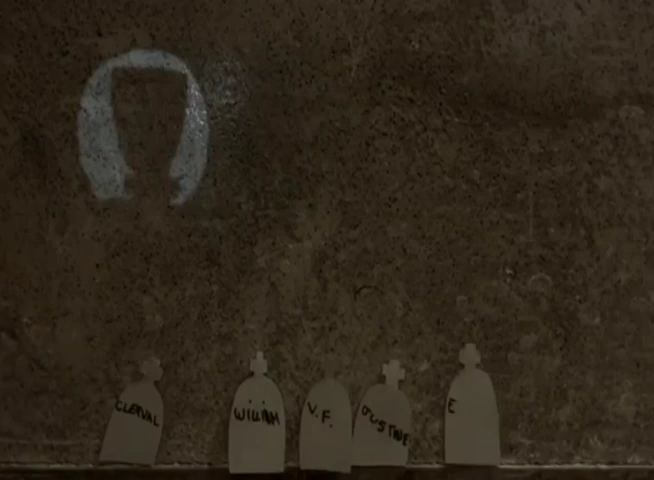 CLERVAL
WilliAM
V.F.
JUSTINE
E